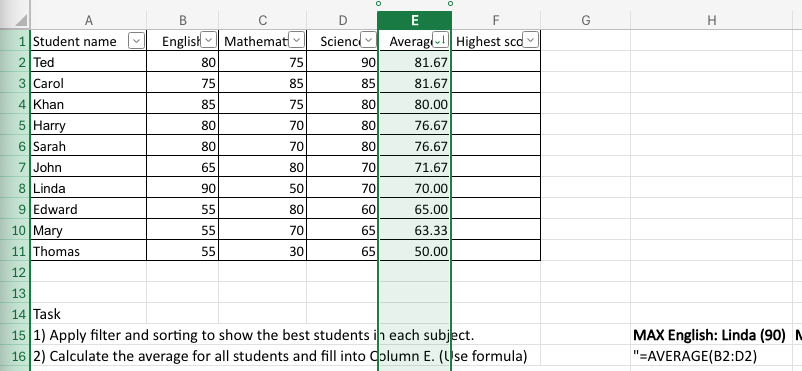 A B C D E F G H
1 Student name English Mathemat Science Average Highest sco
2 Ted 80 75 90 81.67
3 Carol 75 85 85 81.67
4 Khan 85 75 80 80.00
5 Harry 80 70 80 76.67
6 Sarah 80 70 80 76.67
7 John 65 80 70 71.67
8 Linda 90 50 70 70.00
9 Edward 55 80 60 65.00
10 Mary 55 70 65 63.33
11 Thomas 55 30 65 50.00
12
13
14 Task
15 1) Apply filter and sorting to show the best students in each subject. MAX English: Linda (90)
16 2) Calculate the average for all students and fill into Column E. (Use formula) "=AVERAGE(B2:D2)